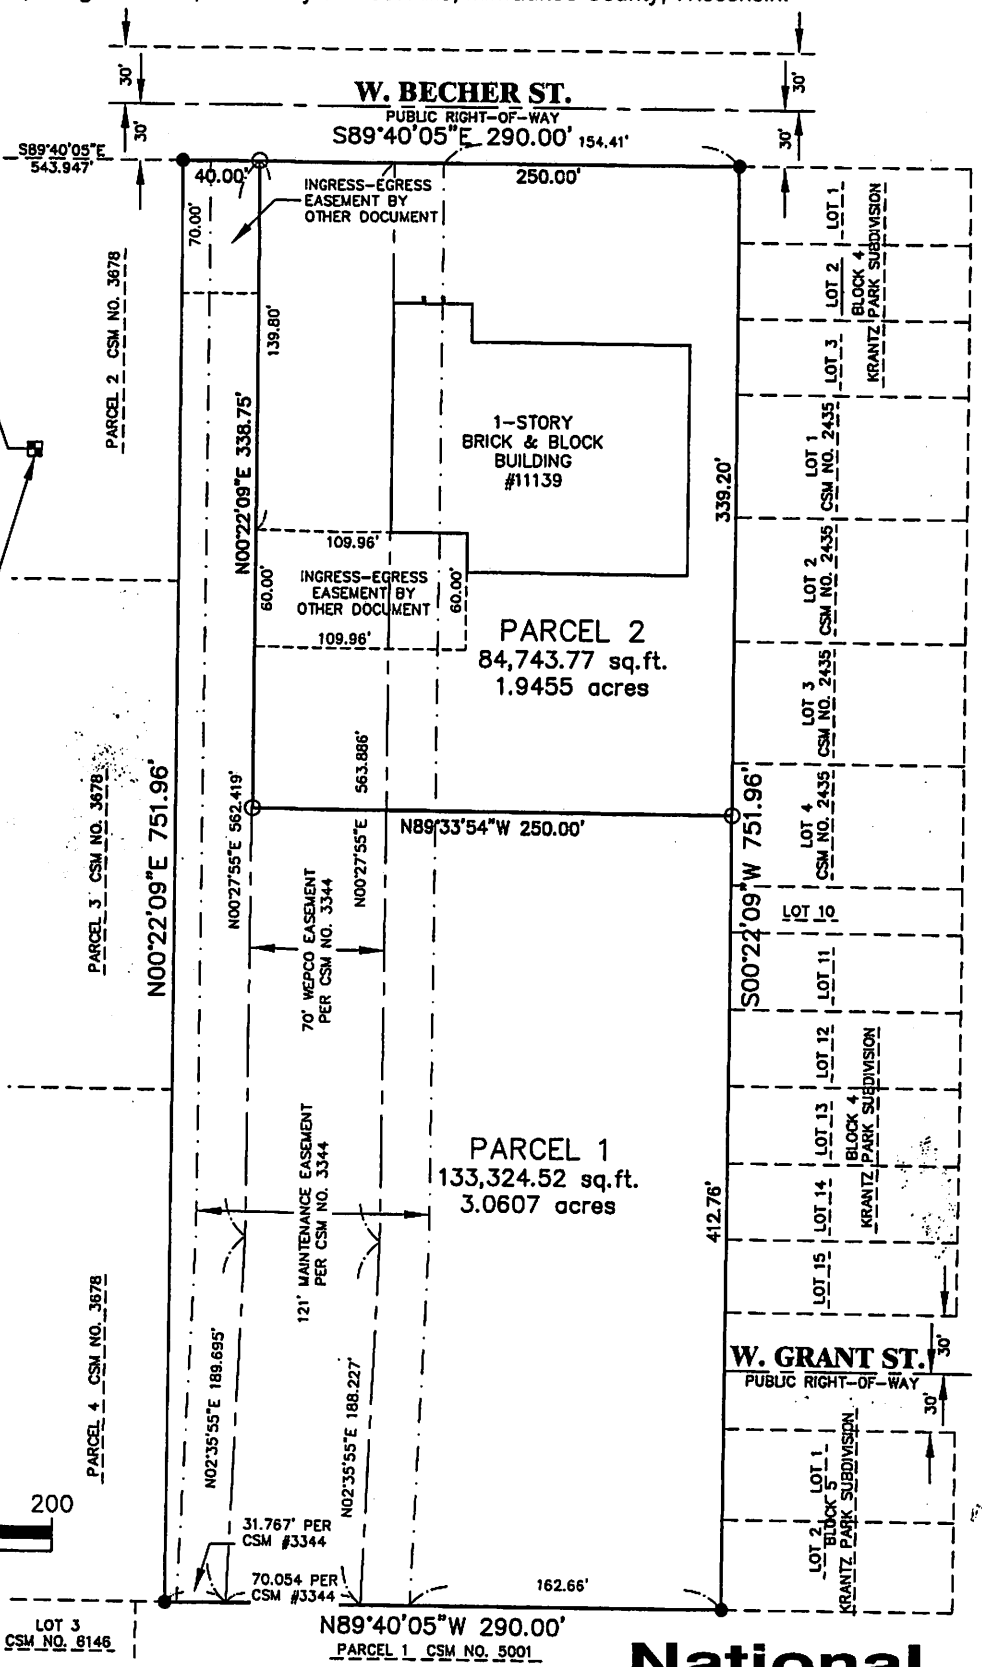 30'
30'
30'
30'
W. BECHER ST.
PUBLIC RIGHT-OF-WAY
S89°40'05"E 290.00' 154.41'
S89°40'05"E
543.947'
40.00'
250.00'
INGRESS-EGRESS
EASEMENT BY
OTHER DOCUMENT
70.00'
139.80'
N00°22'09"E 338.75'
PARCEL 2 CSM NO. 3678
1-STORY
BRICK & BLOCK
BUILDING
#11139
339.20'
LOT 1
LOT 2
LOT 3
BLOCK 4
KRANTZ PARK SUBDIVISION
LOT 1
CSM NO. 2435
LOT 2
CSM NO. 2435
LOT 3
CSM NO. 2435
LOT 4
CSM NO. 2435
109.96'
INGRESS-EGRESS
EASEMENT BY
OTHER DOCUMENT
60.00'
60.00'
109.96'
PARCEL 2
84,743.77 sq.ft.
1.9455 acres
N00°22'09"E 751.96'
PARCEL 3 CSM NO. 3678
N00°27'55"E 562.419'
N00°27'55"E 563.886'
N89°33'54"W 250.00'
S00°22'09"W 751.96'
70' WEPCO EASEMENT
PER CSM NO. 3344
LOT 10
LOT 11
LOT 12
LOT 13
LOT 14
LOT 15
BLOCK 4
KRANTZ PARK SUBDIVISION
121' MAINTENANCE EASEMENT
PER CSM NO. 3344
PARCEL 1
133,324.52 sq.ft.
3.0607 acres
412.76'
PARCEL 4 CSM NO. 3678
N02°35'55"E 189.695'
N02°35'55"E 188.227'
W. GRANT ST.
PUBLIC RIGHT-OF-WAY
30'
30'
LOT 1
LOT 2
BLOCK 5
KRANTZ PARK SUBDIVISION
200
31.767' PER
CSM #3344
70.054 PER
CSM #3344
162.66'
N89°40'05"W 290.00'
PARCEL 1 CSM NO. 5001
LOT 3
CSM NO. 8146
National